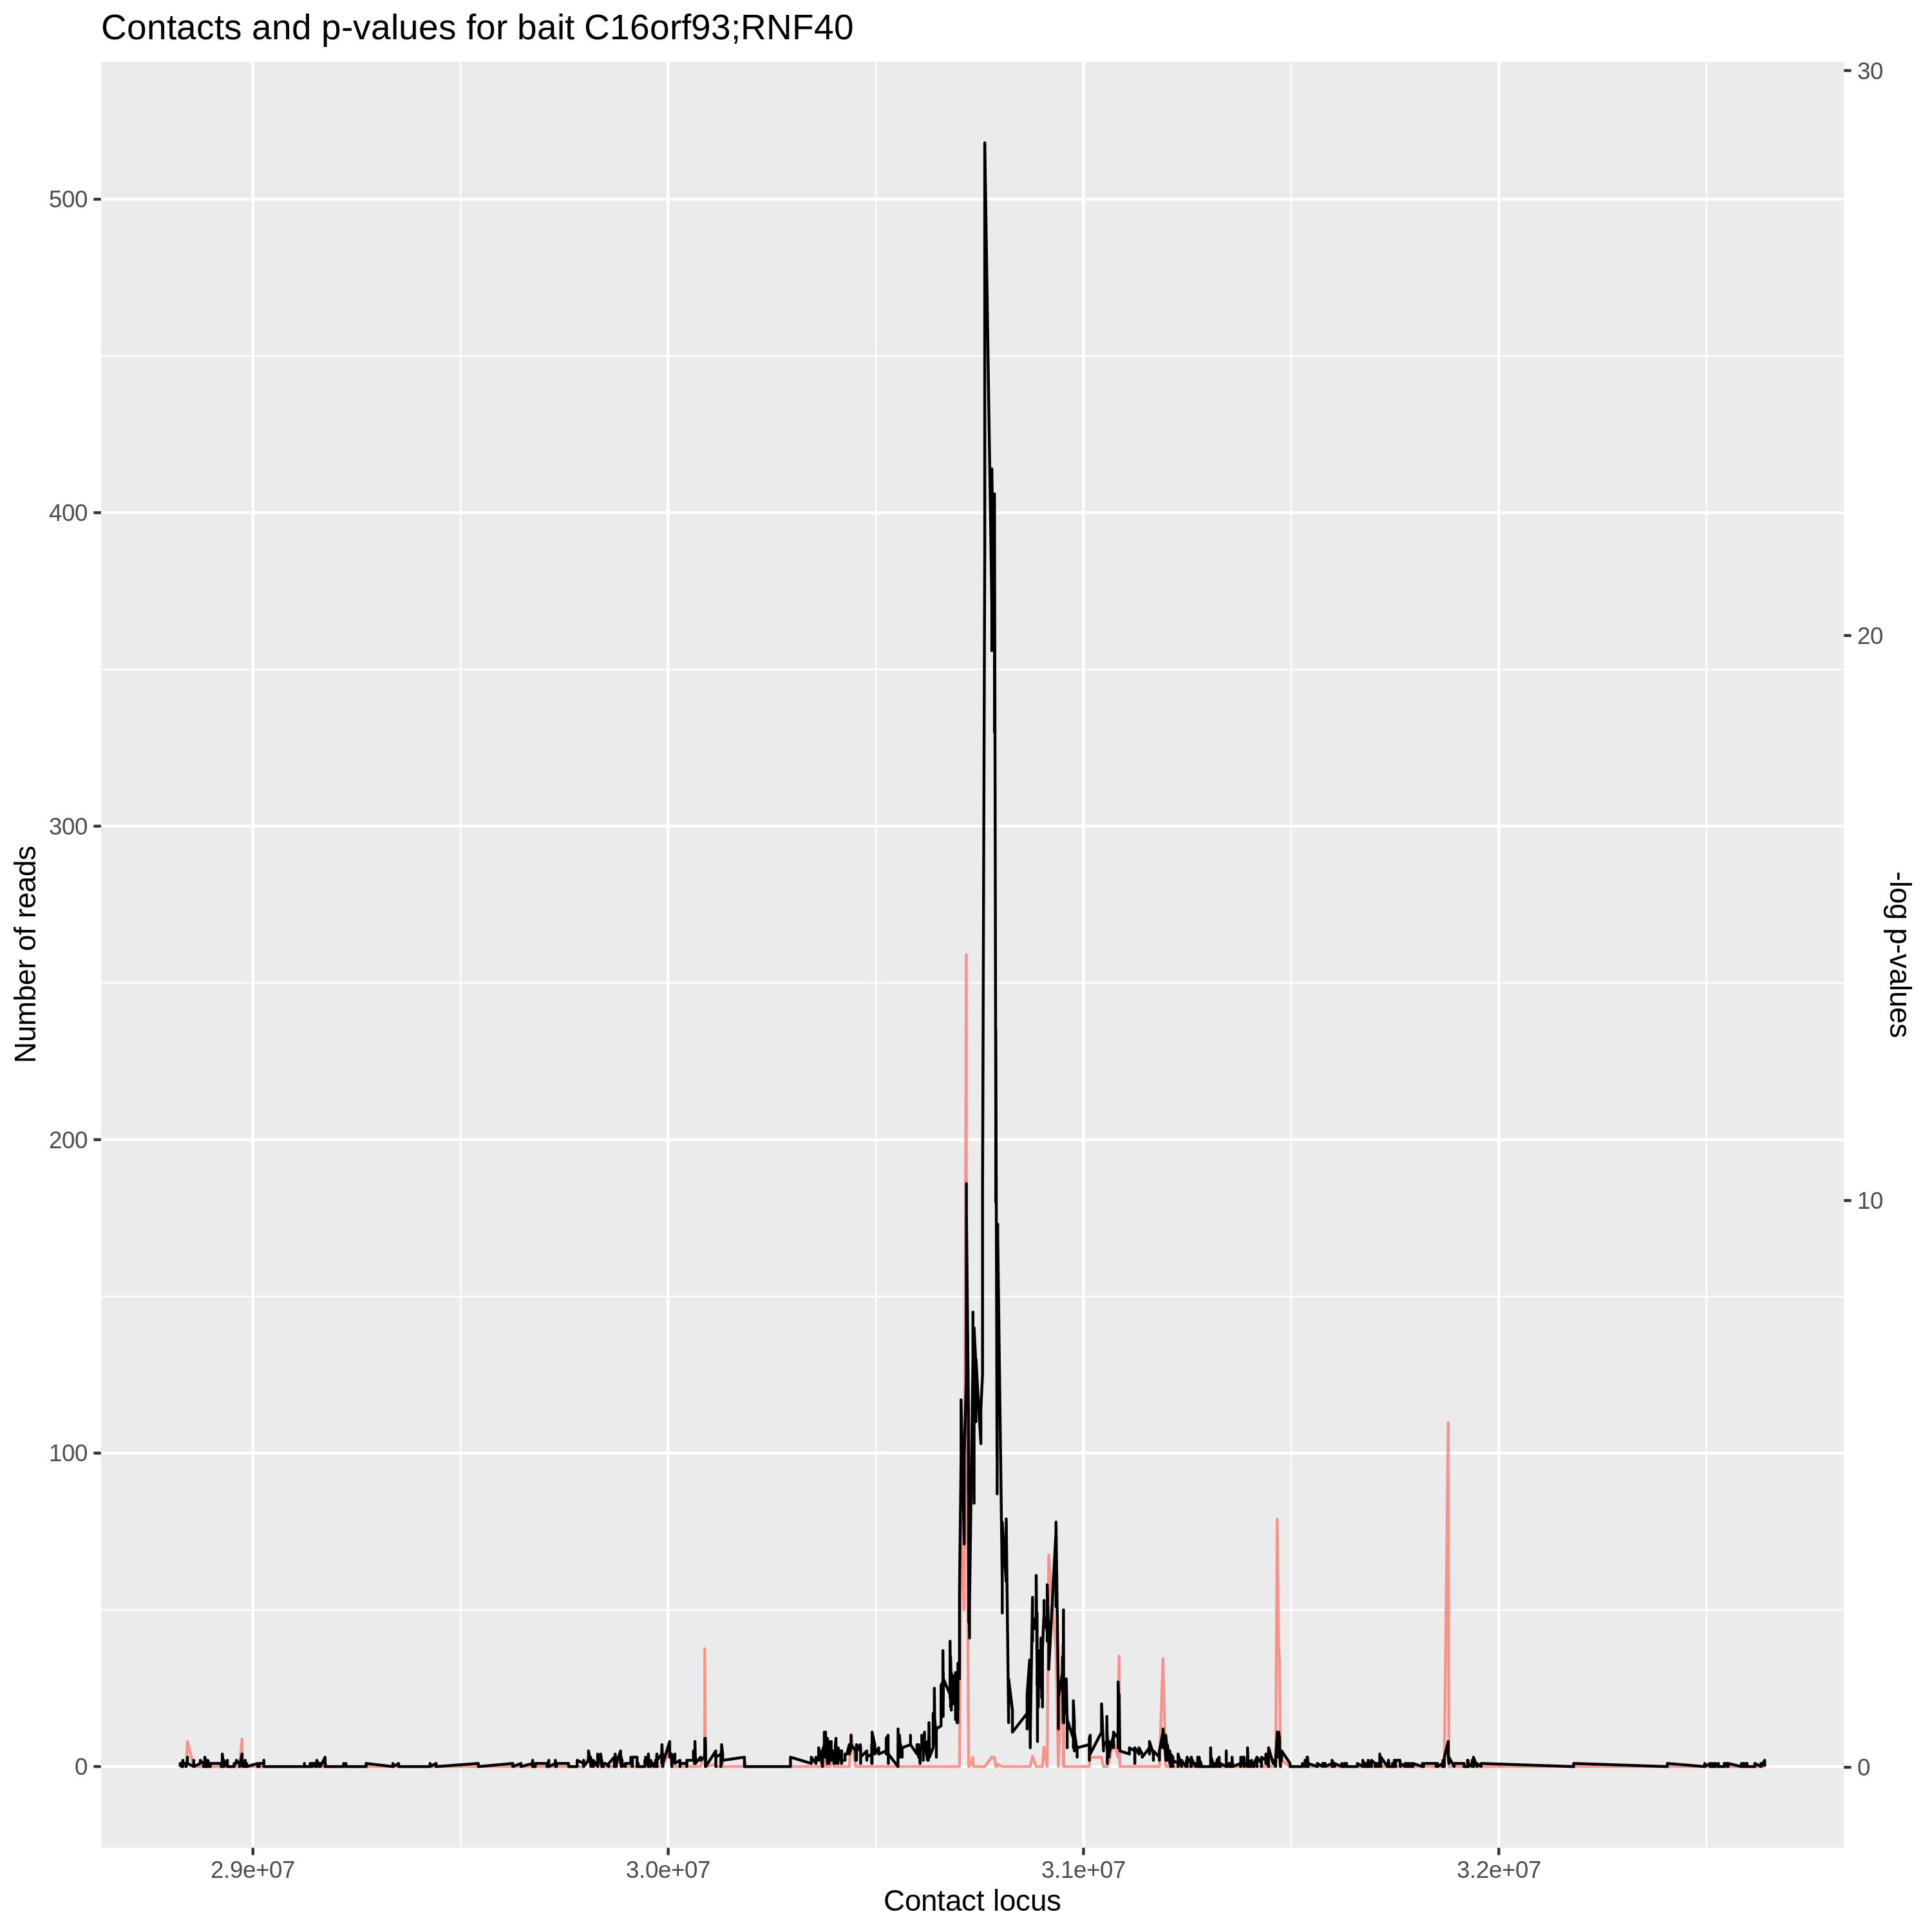 Contacts and p-values for bait C16orf93;RNF40
Number of reads
500
400
300
200
100
0
30
20
10
0
-log p-values
2.9e+07
3.0e+07
3.1e+07
3.2e+07
Contact locus